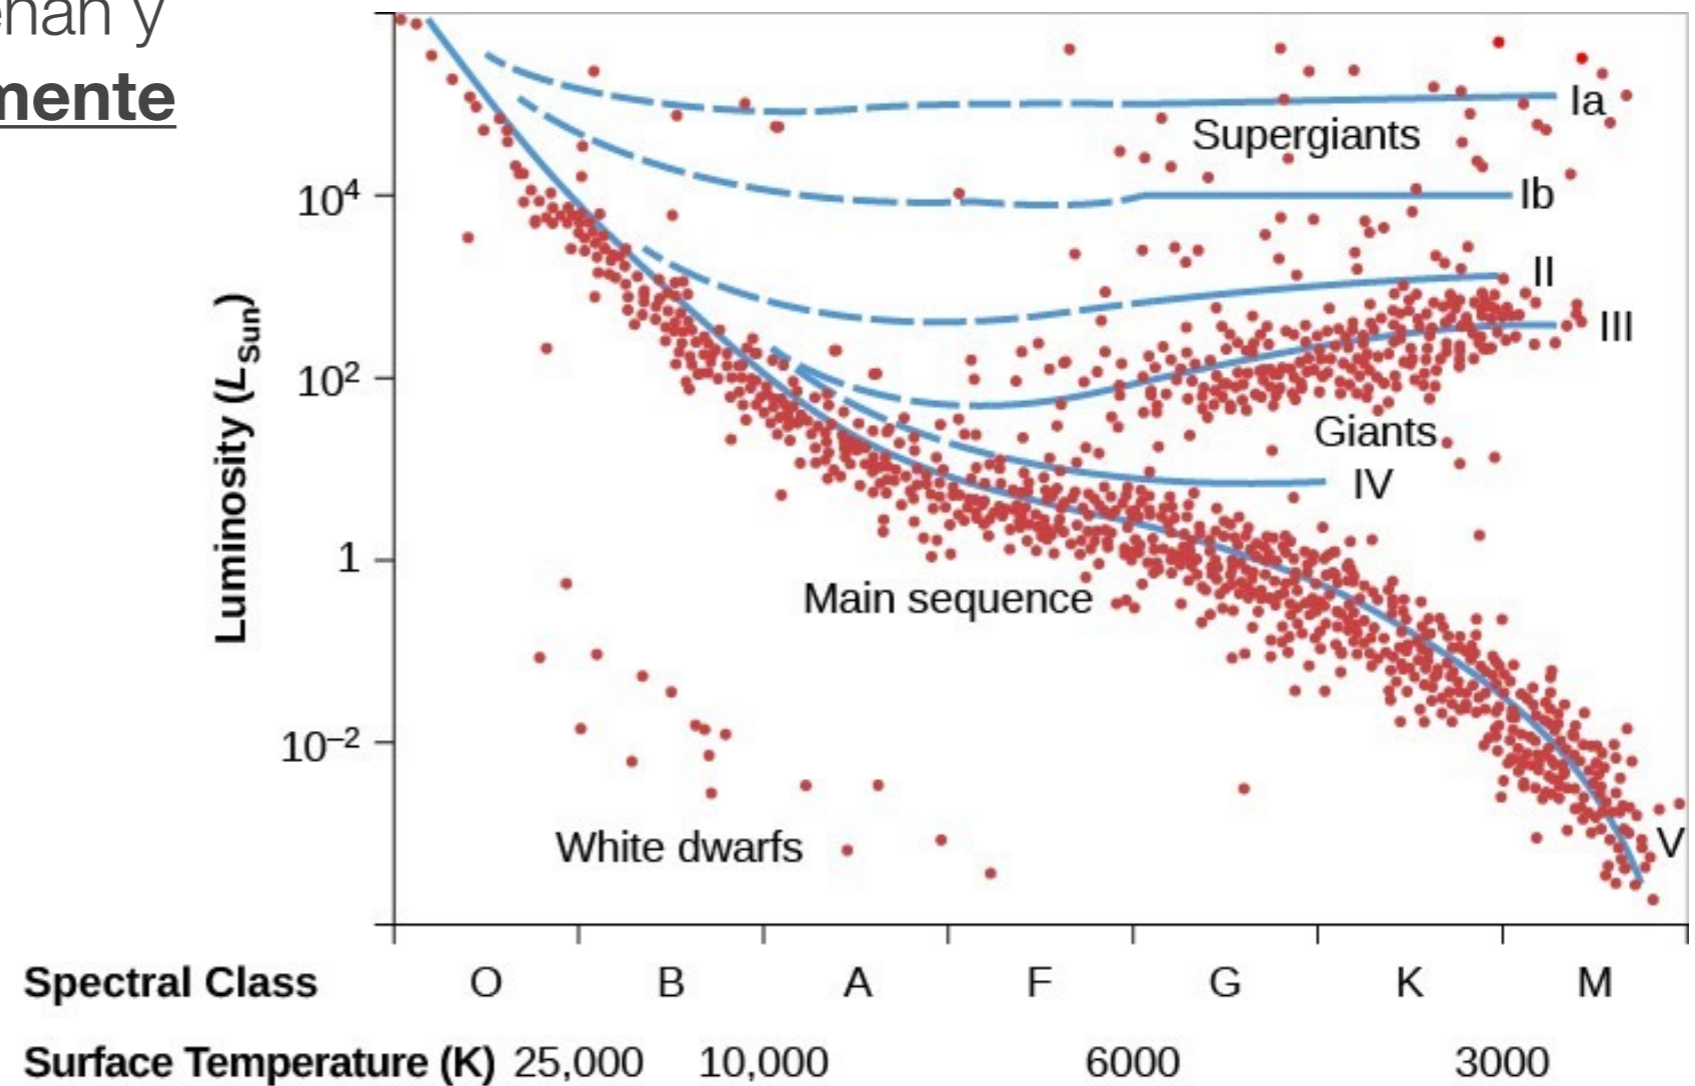 mente
Ia
Supergiants
10⁴
Ib
II
III
Luminosity (LSun)
10²
Giants
IV
1
Main sequence
10⁻²
White dwarfs
V
Spectral Class O B A F G K M
Surface Temperature (K) 25,000 10,000 6000 3000